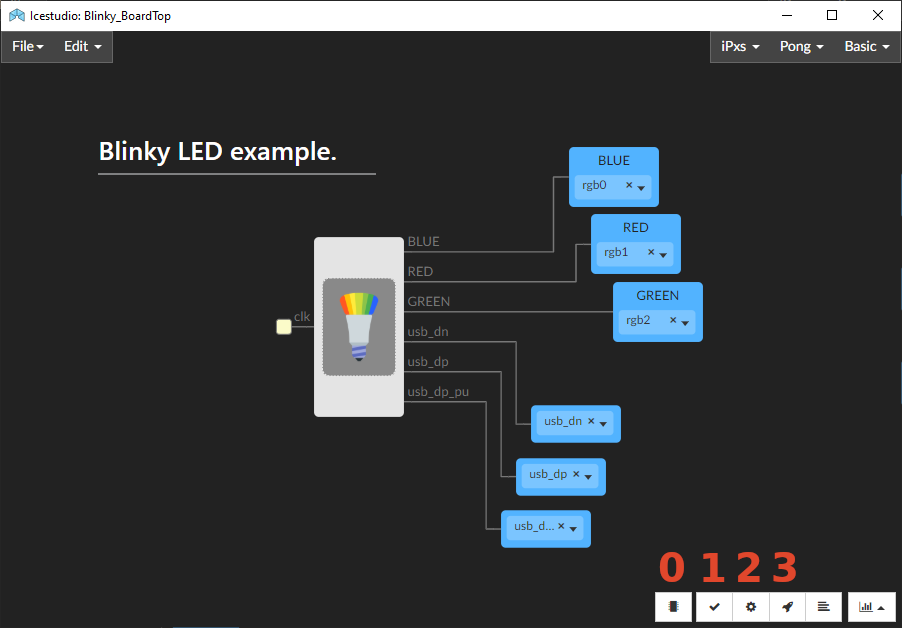 Icestudio: Blinky_BoardTop
File Edit iPxs Pong Basic
Blinky LED example.
BLUE
rgb0
RED
rgb1
GREEN
rgb2
BLUE
RED
GREEN
clk
usb_dn
usb_dp
usb_dp_pu
usb_dn
usb_dp
usb_d...
0 1 2 3